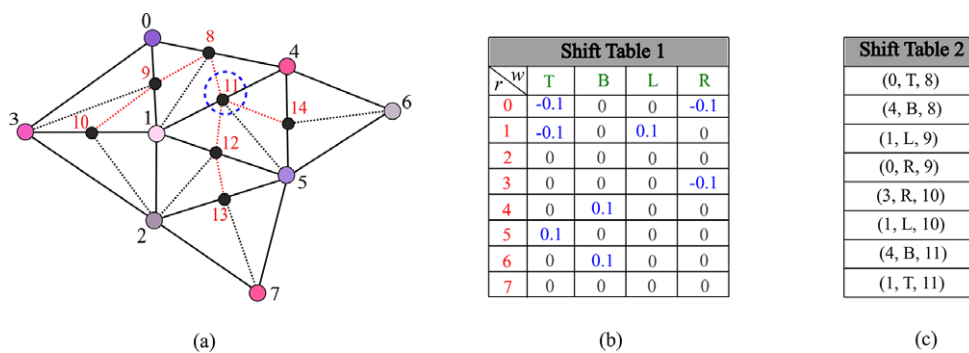 0
8
4
9
11
6
14
3
10
1
12
5
13
2
7
(a)
Shift Table 1
r w T B L R
0 -0.1 0 0 -0.1
1 -0.1 0 0.1 0
2 0 0 0 0
3 0 0 0 -0.1
4 0 0.1 0 0
5 0.1 0 0 0
6 0 0.1 0 0
7 0 0 0 0
(b)
Shift Table 2
(0, T, 8)
(4, B, 8)
(1, L, 9)
(0, R, 9)
(3, R, 10)
(1, L, 10)
(4, B, 11)
(1, T, 11)
(c)